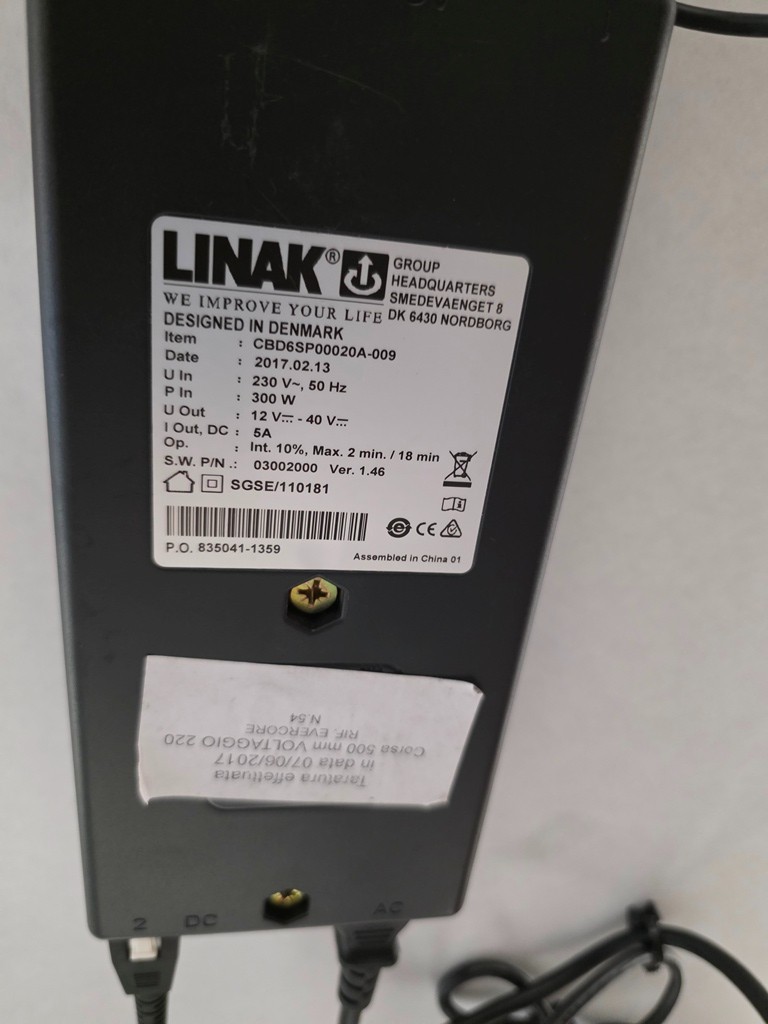 LINAK®
WE IMPROVE YOUR LIFE
GROUP
HEADQUARTERS
SMEDEVAENGET 8
DK 6430 NORDBORG
DESIGNED IN DENMARK
Item : CBD6SP00020A-009
Date : 2017.02.13
U In : 230 V~, 50 Hz
P In : 300 W
U Out : 12 V⎓ - 40 V⎓
I Out, DC : 5A
Op. : Int. 10%, Max. 2 min. / 18 min
S.W. P/N .: 03002000 Ver. 1.46
SGSE/110181
CE
P.O. 835041-1359
Assembled in China 01
Taratura effettuata
in data 07/06/2017
Corsa 500 mm VOLTAGGIO 220
RIF. EVERCORE
N.54
2 DC AC